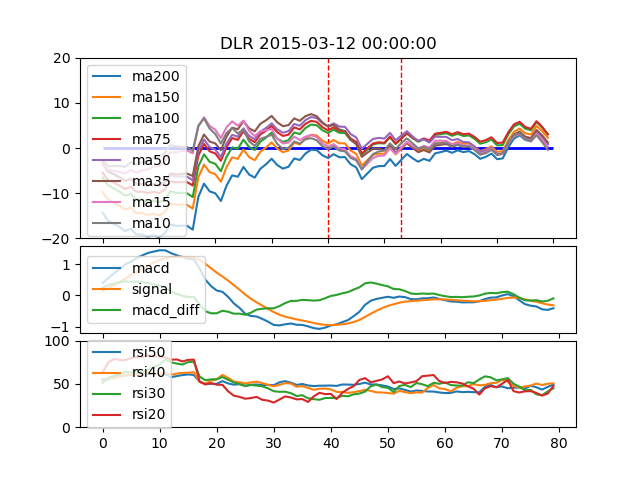 DLR 2015-03-12 00:00:00
20
10
0
−10
−20
ma200
ma150
ma100
ma75
ma50
ma35
ma15
ma10
1
0
−1
macd
signal
macd_diff
100
50
0
rsi50
rsi40
rsi30
rsi20
0 10 20 30 40 50 60 70 80